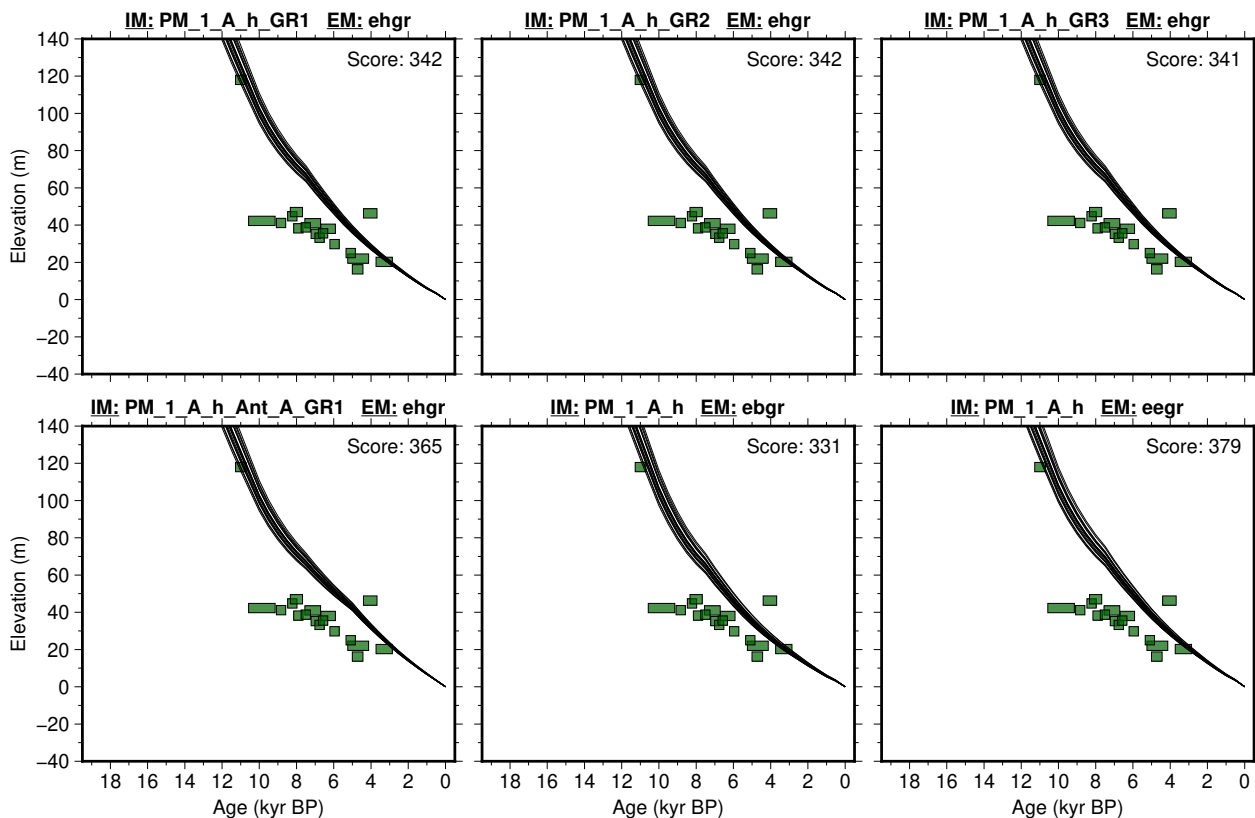 IM: PM_1_A_h_GR1 EM: ehgr
IM: PM_1_A_h_GR2 EM: ehgr
IM: PM_1_A_h_GR3 EM: ehgr
140
120
100
80
60
40
20
0
−20
−40
Elevation (m)
Score: 342
Score: 342
Score: 341
IM: PM_1_A_h_Ant_A_GR1 EM: ehgr
IM: PM_1_A_h EM: ebgr
IM: PM_1_A_h EM: eegr
140
120
100
80
60
40
20
0
−20
−40
Elevation (m)
Score: 365
Score: 331
Score: 379
18 16 14 12 10 8 6 4 2 0
18 16 14 12 10 8 6 4 2 0
18 16 14 12 10 8 6 4 2 0
Age (kyr BP)
Age (kyr BP)
Age (kyr BP)